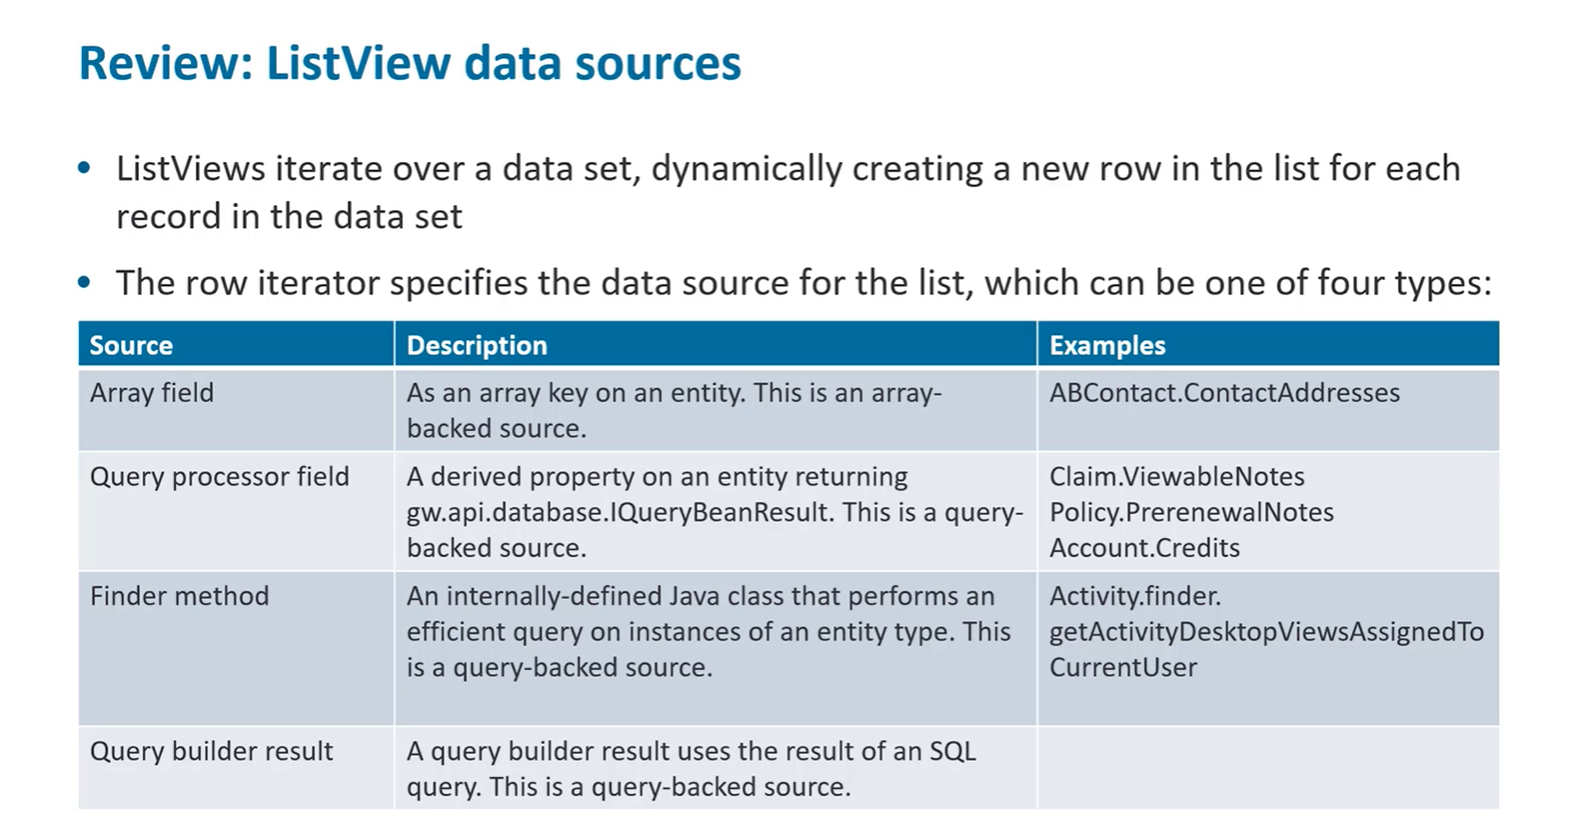 Review: ListView data sources
• ListViews iterate over a data set, dynamically creating a new row in the list for each
record in the data set
• The row iterator specifies the data source for the list, which can be one of four types:
Source Description Examples
Array field
As an array key on an entity. This is an array-
backed source.
ABContact.ContactAddresses
Query processor field
A derived property on an entity returning
gw.api.database.IQueryBeanResult. This is a query-
backed source.
Claim.ViewableNotes
Policy.PrerenewalNotes
Account.Credits
Finder method
An internally-defined Java class that performs an
efficient query on instances of an entity type. This
is a query-backed source.
Activity.finder.
getActivityDesktopViewsAssignedTo
CurrentUser
Query builder result
A query builder result uses the result of an SQL
query. This is a query-backed source.